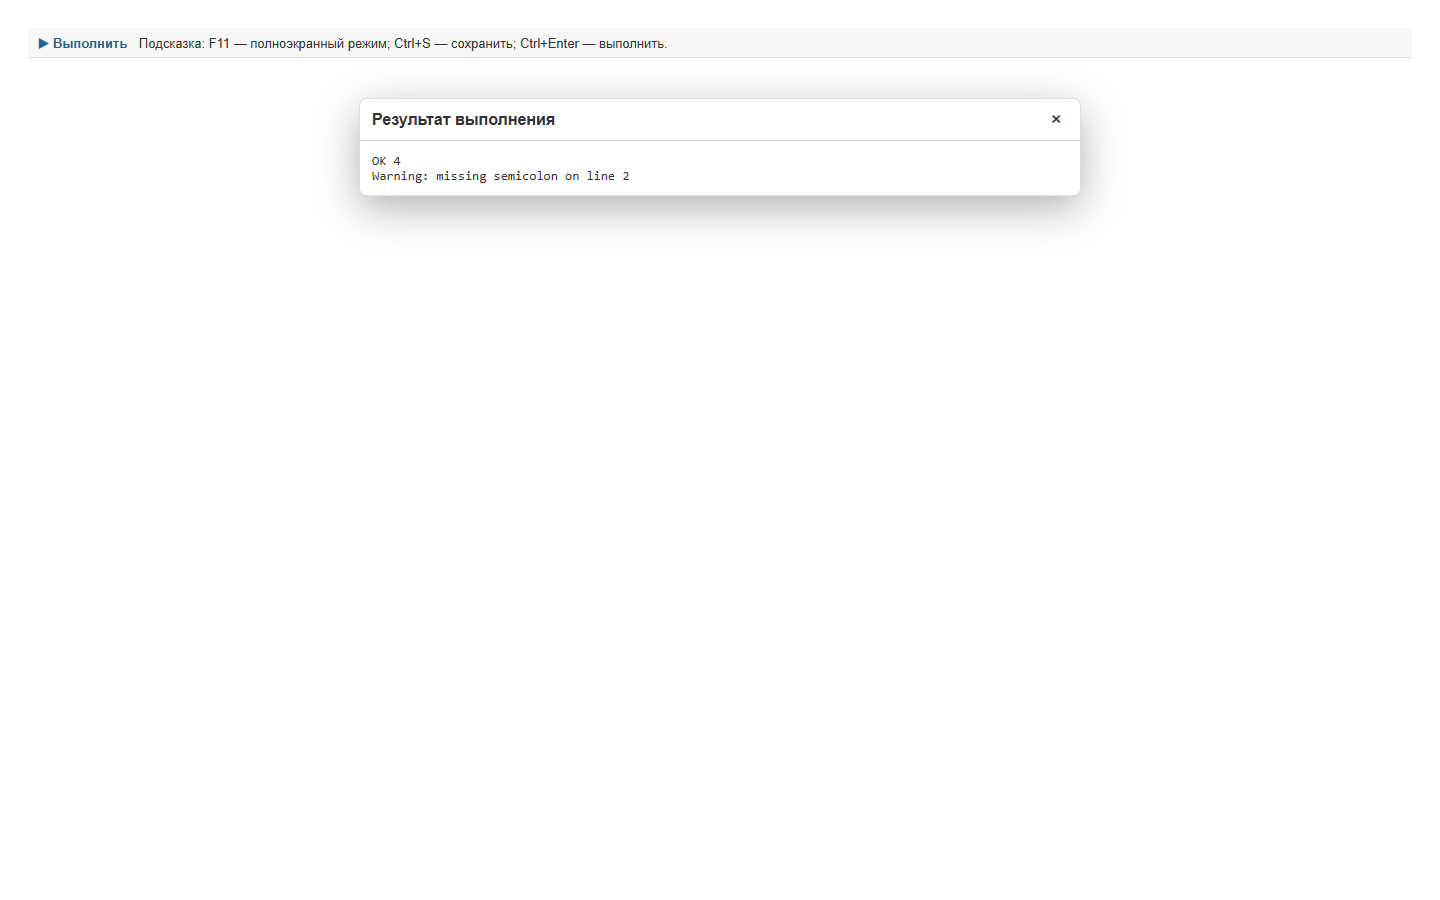 ▶ Выполнить Подсказка: F11 — полноэкранный режим; Ctrl+S — сохранить; Ctrl+Enter — выполнить.
Результат выполнения ×
OK 4
Warning: missing semicolon on line 2